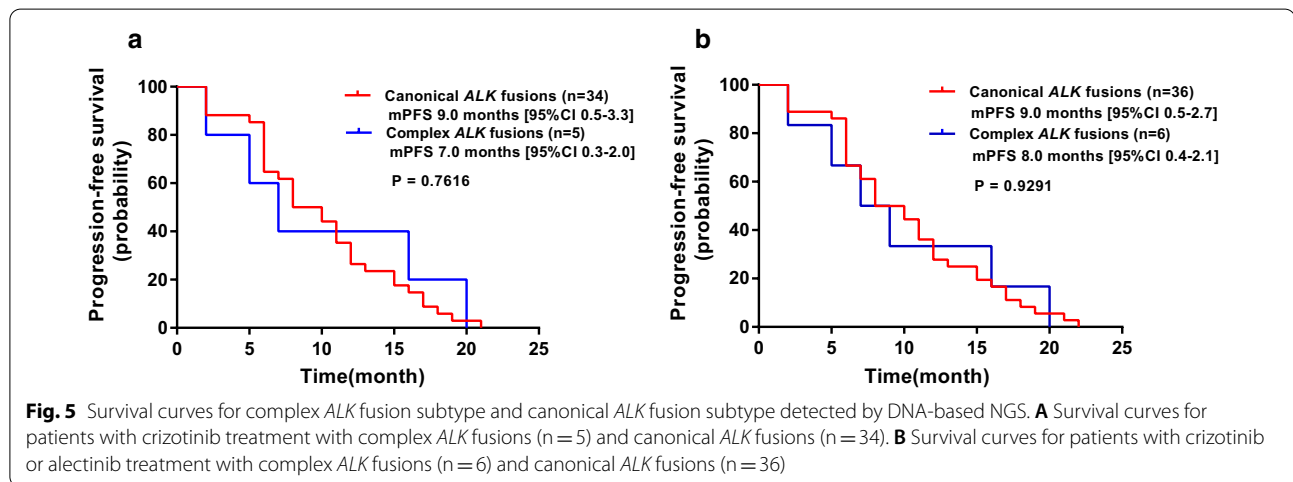 a
Progression-free survival
(probability)
100
80
60
40
20
0
0 5 10 15 20 25
Time(month)
Canonical ALK fusions (n=34)
mPFS 9.0 months [95%CI 0.5-3.3]
Complex ALK fusions (n=5)
mPFS 7.0 months [95%CI 0.3-2.0]
P = 0.7616
b
Progression-free survival
(probability)
100
80
60
40
20
0
0 5 10 15 20 25
Time(month)
Canonical ALK fusions (n=36)
mPFS 9.0 months [95%CI 0.5-2.7]
Complex ALK fusions (n=6)
mPFS 8.0 months [95%CI 0.4-2.1]
P = 0.9291
Fig. 5 Survival curves for complex ALK fusion subtype and canonical ALK fusion subtype detected by DNA-based NGS. A Survival curves for
patients with crizotinib treatment with complex ALK fusions (n = 5) and canonical ALK fusions (n = 34). B Survival curves for patients with crizotinib
or alectinib treatment with complex ALK fusions (n = 6) and canonical ALK fusions (n = 36)